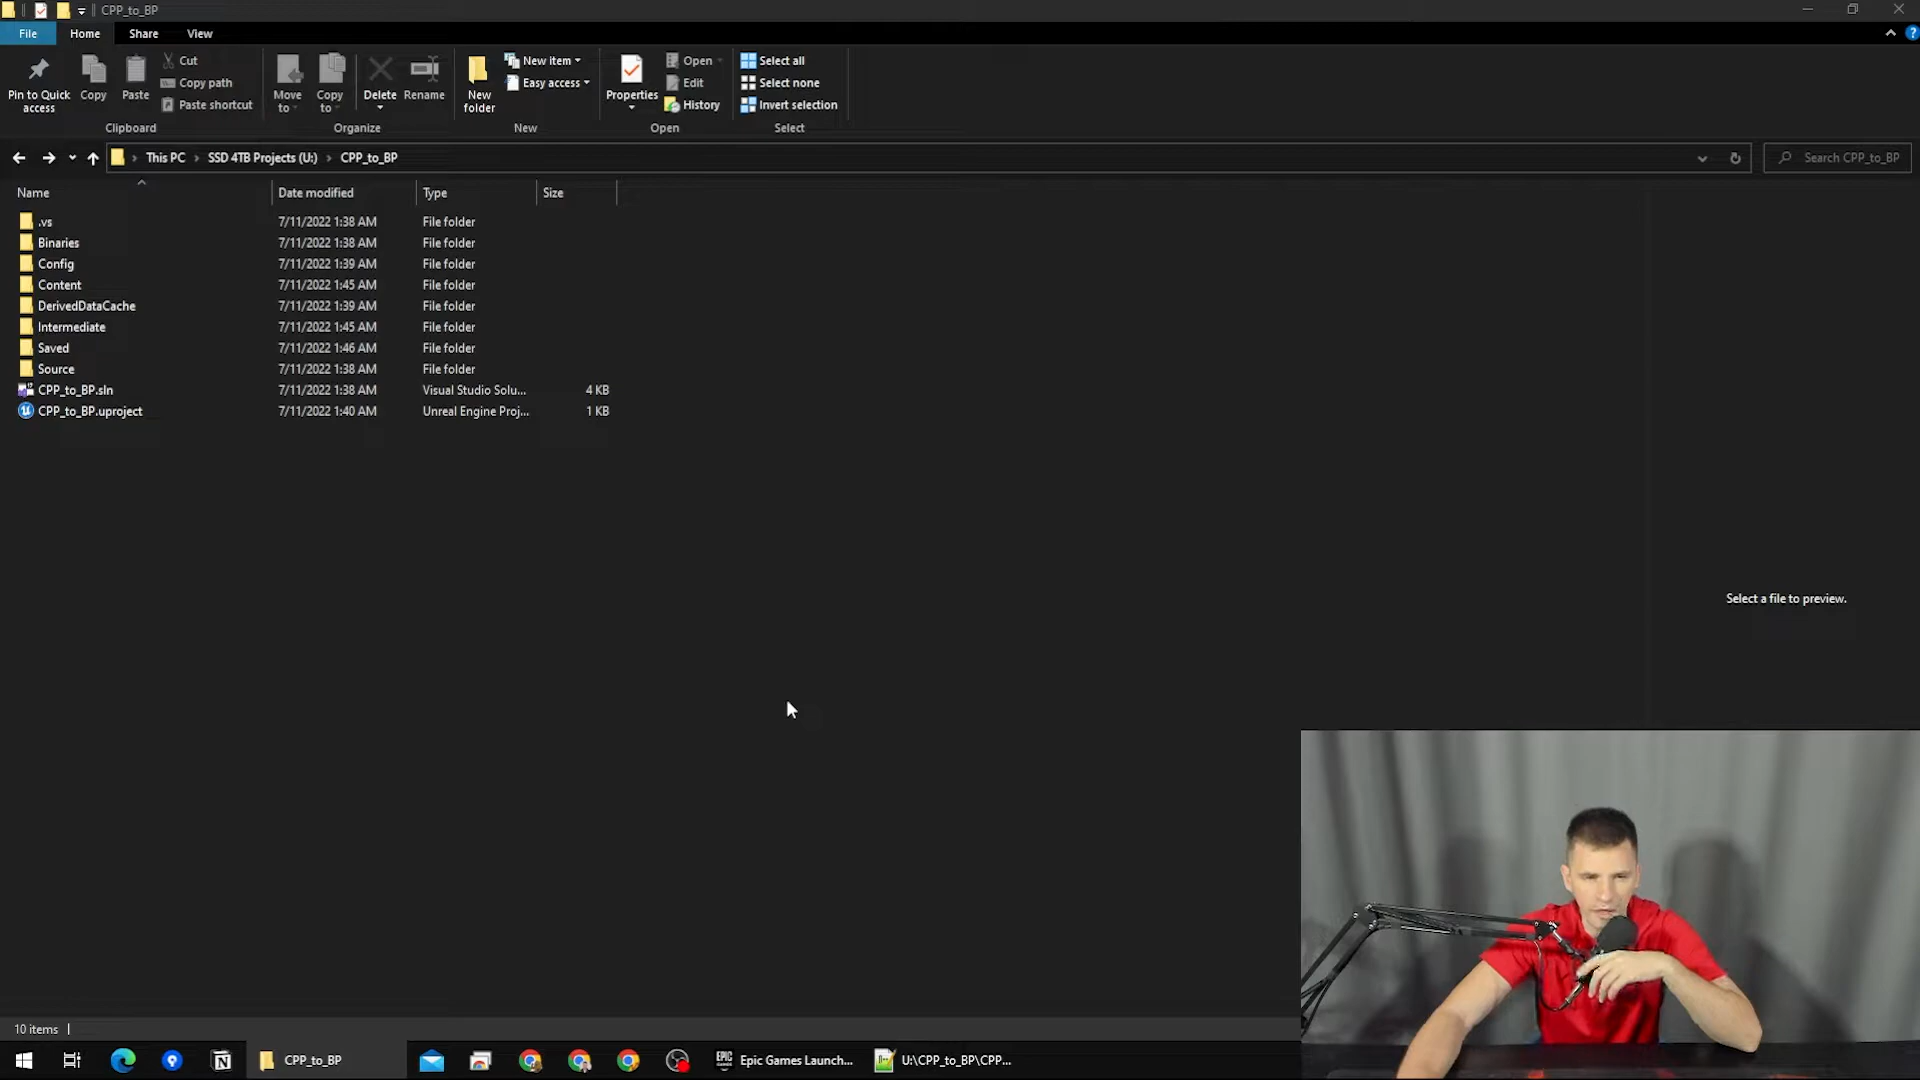 CPP_to_BP
File Home Share View
Pin to Quick access
Copy
Paste
Cut
Copy path
Paste shortcut
Clipboard
Move to
Copy to
Delete
Rename
Organize
New folder
New item
Easy access
New
Properties
Open
Edit
History
Open
Select all
Select none
Invert selection
Select
This PC > SSD 4TB Projects (U:) > CPP_to_BP
Search CPP_to_BP
Name Date modified Type Size
.vs 7/11/2022 1:38 AM File folder
Binaries 7/11/2022 1:38 AM File folder
Config 7/11/2022 1:39 AM File folder
Content 7/11/2022 1:45 AM File folder
DerivedDataCache 7/11/2022 1:39 AM File folder
Intermediate 7/11/2022 1:45 AM File folder
Saved 7/11/2022 1:46 AM File folder
Source 7/11/2022 1:38 AM File folder
CPP_to_BP.sln 7/11/2022 1:38 AM Visual Studio Solu... 4 KB
CPP_to_BP.uproject 7/11/2022 1:40 AM Unreal Engine Proj... 1 KB
Select a file to preview.
10 items
CPP_to_BP
Epic Games Launch...
U:\CPP_to_BP\CPP...